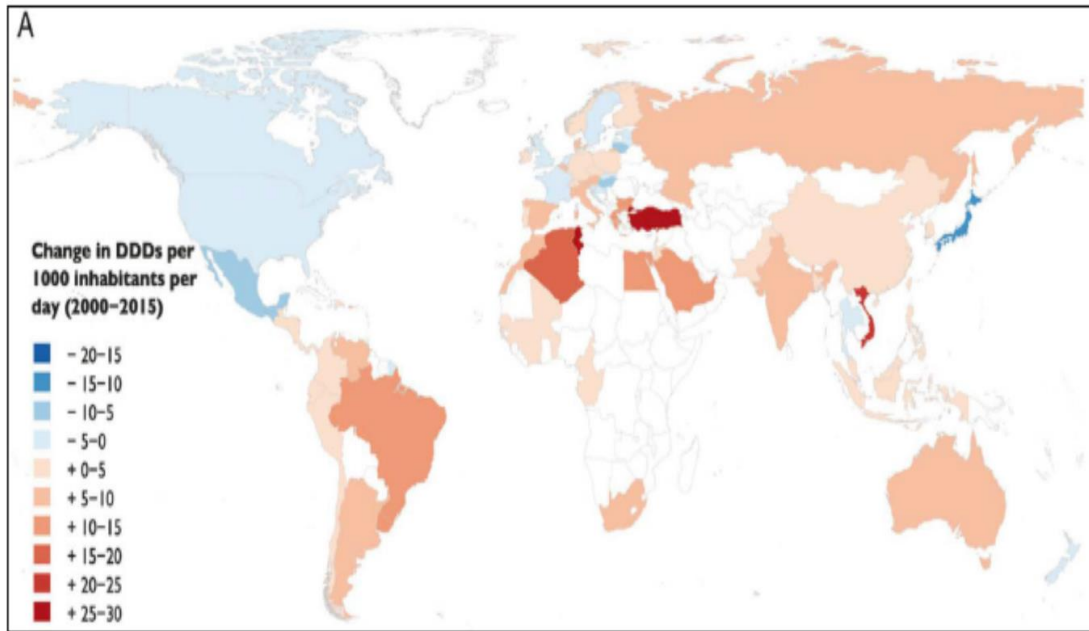 A
Change in DDDs per
1000 inhabitants per
day (2000–2015)
- 20–15
- 15–10
- 10–5
- 5–0
+ 0–5
+ 5–10
+ 10–15
+ 15–20
+ 20–25
+ 25–30